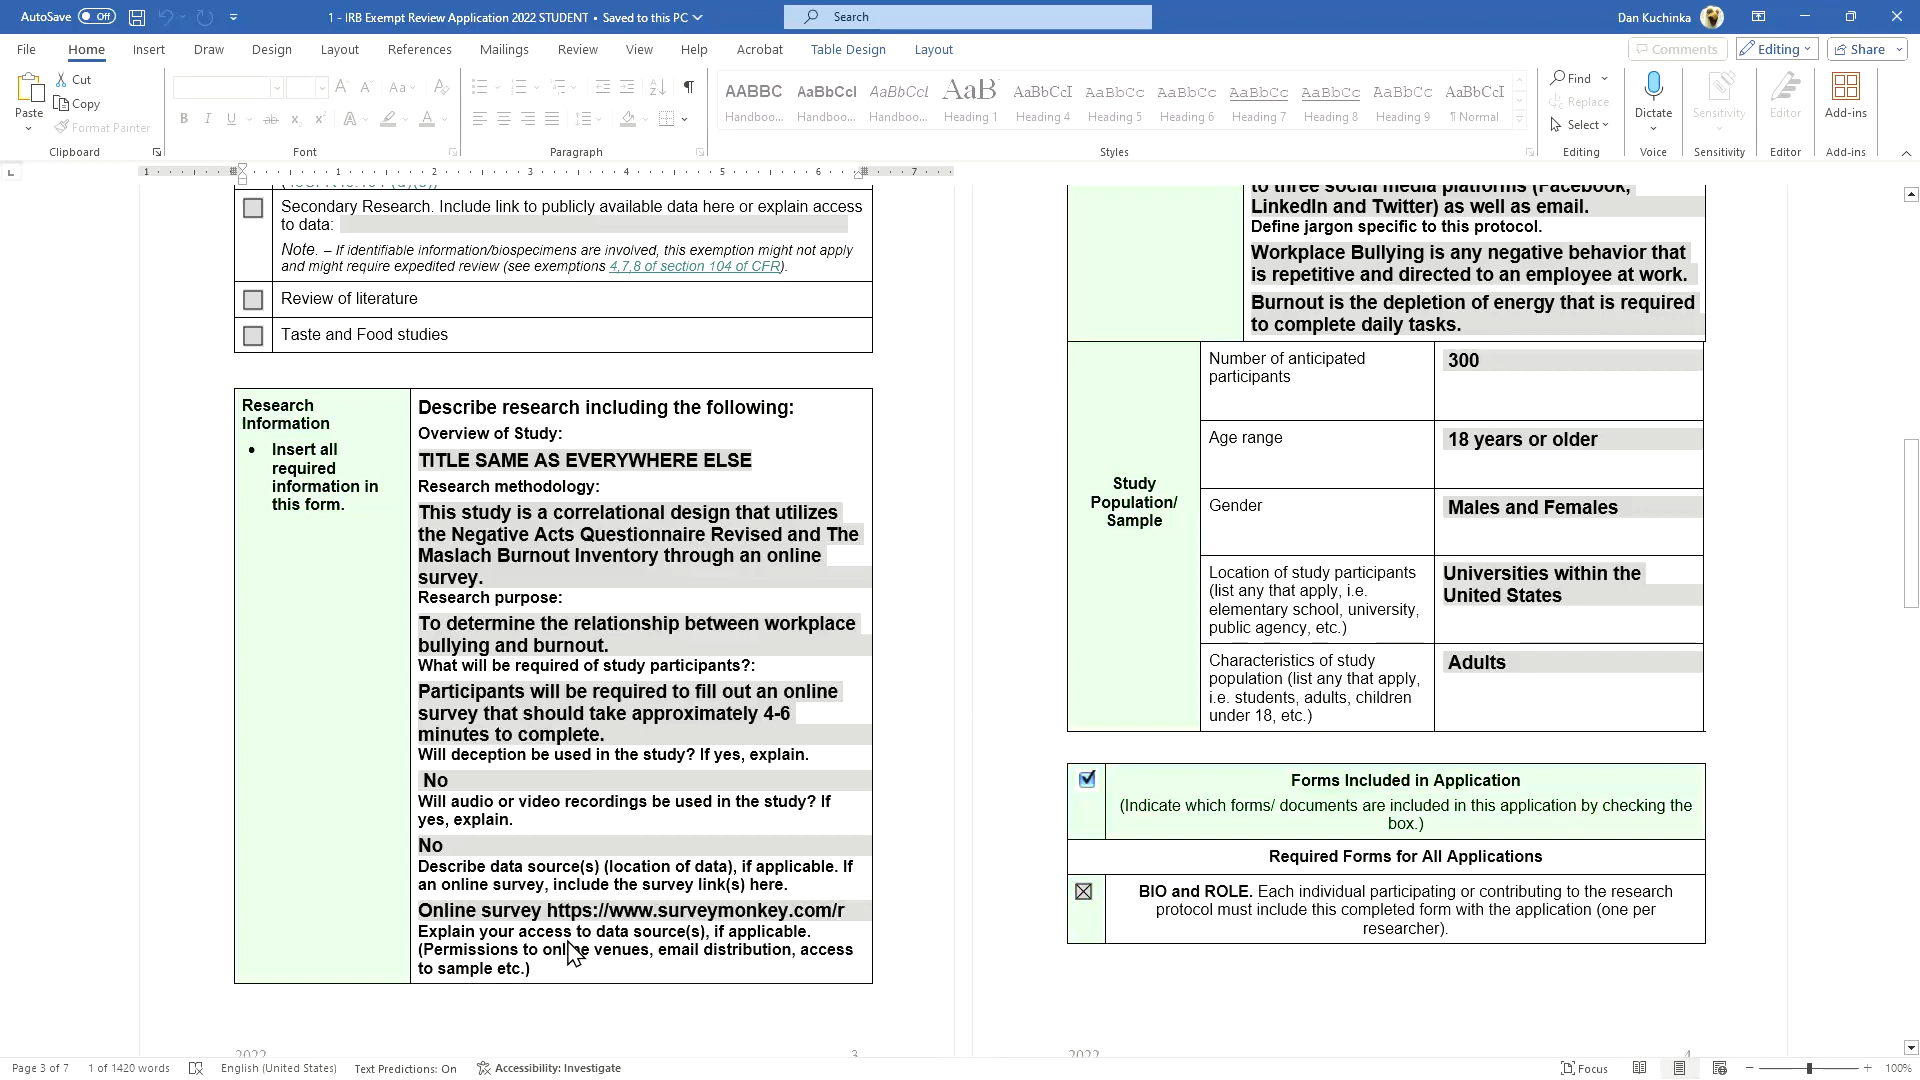 AutoSave Off
1 - IRB Exempt Review Application 2022 STUDENT • Saved to this PC
Search
Dan Kuchinka
File Home Insert Draw Design Layout References Mailings Review View Help Acrobat Table Design Layout
Comments Editing Share
Paste Cut Copy Format Painter
AABBC AaBbCcI AaBbCcL AaB AaBbCcI AaBbCc AaBbCc AaBbCc AaBbCc AaBbCc AaBbCcI
Handboo... Handboo... Handboo... Heading 1 Heading 4 Heading 5 Heading 6 Heading 7 Heading 8 Heading 9 ¶ Normal
Find Replace Select
Dictate Sensitivity Editor Add-ins
Clipboard Font Paragraph Styles Editing Voice Sensitivity Editor Add-ins
1 1 2 3 4 5 6 7
Secondary Research. Include link to publicly available data here or explain access
to data:
Note. – If identifiable information/biospecimens are involved, this exemption might not apply
and might require expedited review (see exemptions 4,7,8 of section 104 of CFR).
Review of literature
Taste and Food studies
Research
Information
• Insert all
required
information in
this form.
Describe research including the following:
Overview of Study:
TITLE SAME AS EVERYWHERE ELSE
Research methodology:
This study is a correlational design that utilizes
the Negative Acts Questionnaire Revised and The
Maslach Burnout Inventory through an online
survey.
Research purpose:
To determine the relationship between workplace
bullying and burnout.
What will be required of study participants?:
Participants will be required to fill out an online
survey that should take approximately 4-6
minutes to complete.
Will deception be used in the study? If yes, explain.
No
Will audio or video recordings be used in the study? If
yes, explain.
No
Describe data source(s) (location of data), if applicable. If
an online survey, include the survey link(s) here.
Online survey https://www.surveymonkey.com/r
Explain your access to data source(s), if applicable.
(Permissions to online venues, email distribution, access
to sample etc.)
2022 3
to three social media platforms (Facebook,
LinkedIn and Twitter) as well as email.
Define jargon specific to this protocol.
Workplace Bullying is any negative behavior that
is repetitive and directed to an employee at work.
Burnout is the depletion of energy that is required
to complete daily tasks.
Study
Population/
Sample
Number of anticipated
participants
300
Age range
18 years or older
Gender
Males and Females
Location of study participants
(list any that apply, i.e.
elementary school, university,
public agency, etc.)
Universities within the
United States
Characteristics of study
population (list any that apply,
i.e. students, adults, children
under 18, etc.)
Adults
Forms Included in Application
(Indicate which forms/ documents are included in this application by checking the
box.)
Required Forms for All Applications
BIO and ROLE. Each individual participating or contributing to the research
protocol must include this completed form with the application (one per
researcher).
2022 4
Page 3 of 7 1 of 1420 words English (United States) Text Predictions: On Accessibility: Investigate Focus 100%